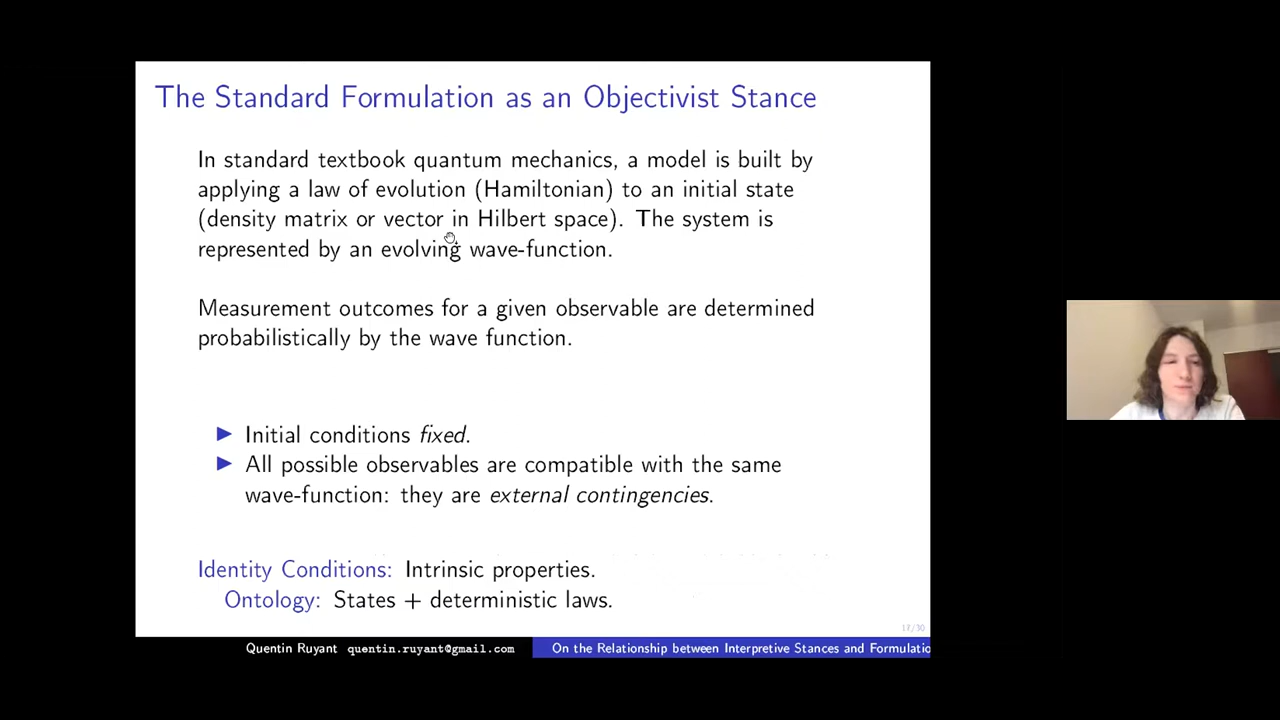 The Standard Formulation as an Objectivist Stance
In standard textbook quantum mechanics, a model is built by
applying a law of evolution (Hamiltonian) to an initial state
(density matrix or vector in Hilbert space). The system is
represented by an evolving wave-function.
Measurement outcomes for a given observable are determined
probabilistically by the wave function.
▶ Initial conditions fixed.
▶ All possible observables are compatible with the same
wave-function: they are external contingencies.
Identity Conditions: Intrinsic properties.
Ontology: States + deterministic laws.
17/30
Quentin Ruyant quentin.ruyant@gmail.com On the Relationship between Interpretive Stances and Formulatio